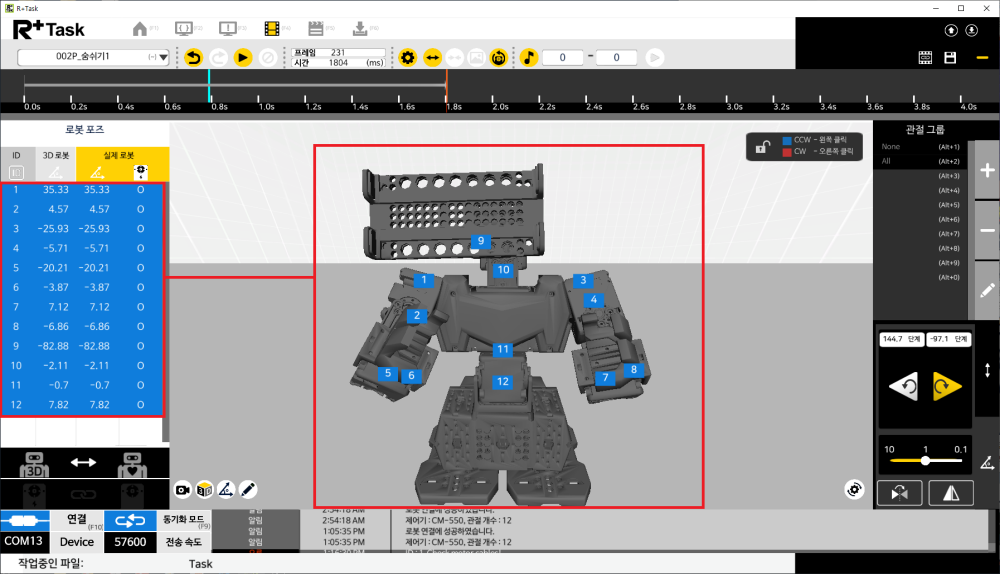 R+Task
R+Task
(F1)
(F2)
(F3)
(F4)
(F5)
(F6)
002P_숨쉬기1 (-)
프레임 231
시간 1804 (ms)
0 - 0
0.0s 0.2s 0.4s 0.6s 0.8s 1.0s 1.2s 1.4s 1.6s 1.8s 2.0s 2.2s 2.4s 2.6s 2.8s 3.0s 3.2s 3.4s 3.6s 3.8s 4.0s
로봇 포즈
ID 3D 로봇 실제 로봇
1 35.33 35.33 O
2 4.57 4.57 O
3 -25.93 -25.93 O
4 -5.71 -5.71 O
5 -20.21 -20.21 O
6 -3.87 -3.87 O
7 7.12 7.12 O
8 -6.86 -6.86 O
9 -82.88 -82.88 O
10 -2.11 -2.11 O
11 -0.7 -0.7 O
12 7.82 7.82 O
3D
CCW - 왼쪽 클릭
CW - 오른쪽 클릭
9
10
1
3
4
2
11
5
6
12
7
8
관절 그룹
None (Alt+1)
All (Alt+2)
(Alt+3)
(Alt+4)
(Alt+5)
(Alt+6)
(Alt+7)
(Alt+8)
(Alt+9)
(Alt+0)
144.7 단계 -97.1 단계
10 1 0.1
연결 (F10)
동기화 모드 (F9)
COM13 Device 57600 전송 속도
알림 2:54:18 AM 로봇 연결에 성공하였습니다.
알림 2:54:18 AM 제어기 : CM-550, 관절 개수 : 12
알림 1:05:35 PM 로봇 연결에 성공하였습니다.
알림 1:05:35 PM 제어기 : CM-550, 관절 개수 : 12
작업중인 파일: Task